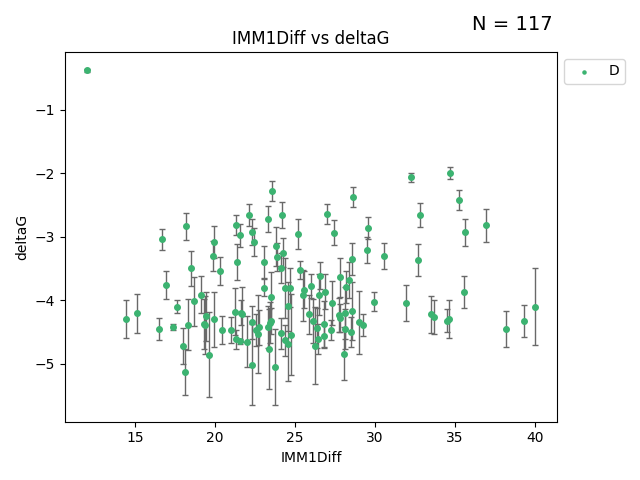 N = 117
IMM1Diff vs deltaG
D
deltaG
−1
−2
−3
−4
−5
15 20 25 30 35 40
IMM1Diff